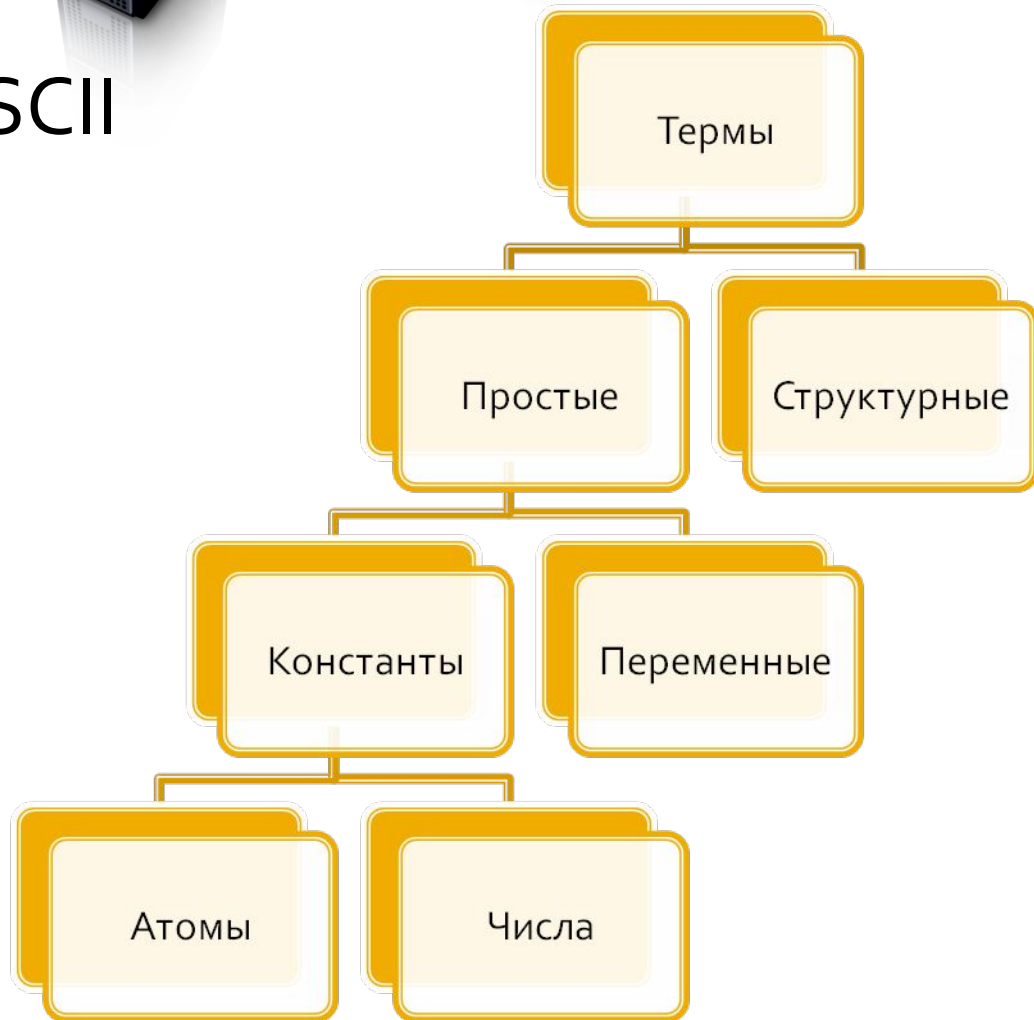 SCII
Термы
Простые
Структурные
Константы
Переменные
Атомы
Числа